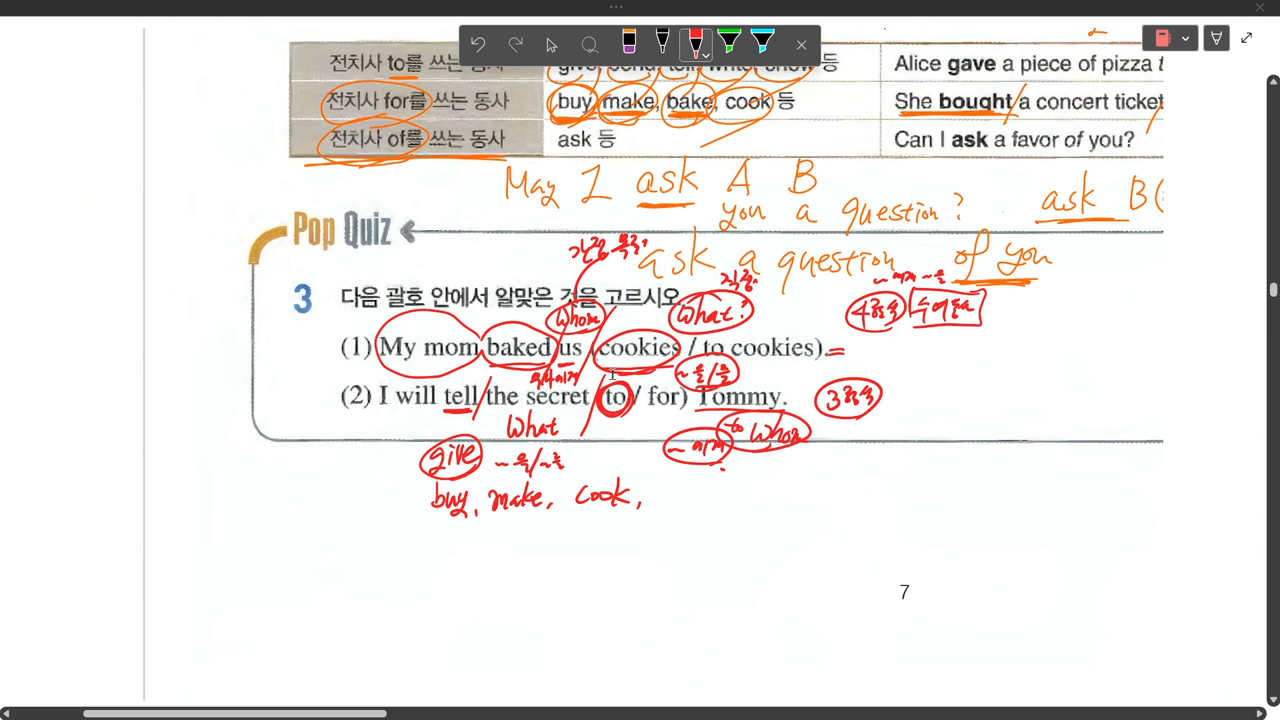 전치사 to를 쓰는 동사 give, send, tell, write, show 등 Alice gave a piece of pizza t
전치사 for를 쓰는 동사 buy, make, bake, cook 등 She bought a concert ticket
전치사 of를 쓰는 동사 ask 등 Can I ask a favor of you?
May I ask A B
you a question? ask B(
Pop Quiz
ask a question of you
간.목. 직.목.
~에게 ~을
3 다음 괄호 안에서 알맞은 것을 고르시오.
whom what? 4형식 수여동사
(1) My mom baked us (cookies / to cookies).
우리에게 ~을/를
(2) I will tell the secret (to / for) Tommy. 3형식
what to whom
give ~을/~를 ~에게
buy, make, cook,
7